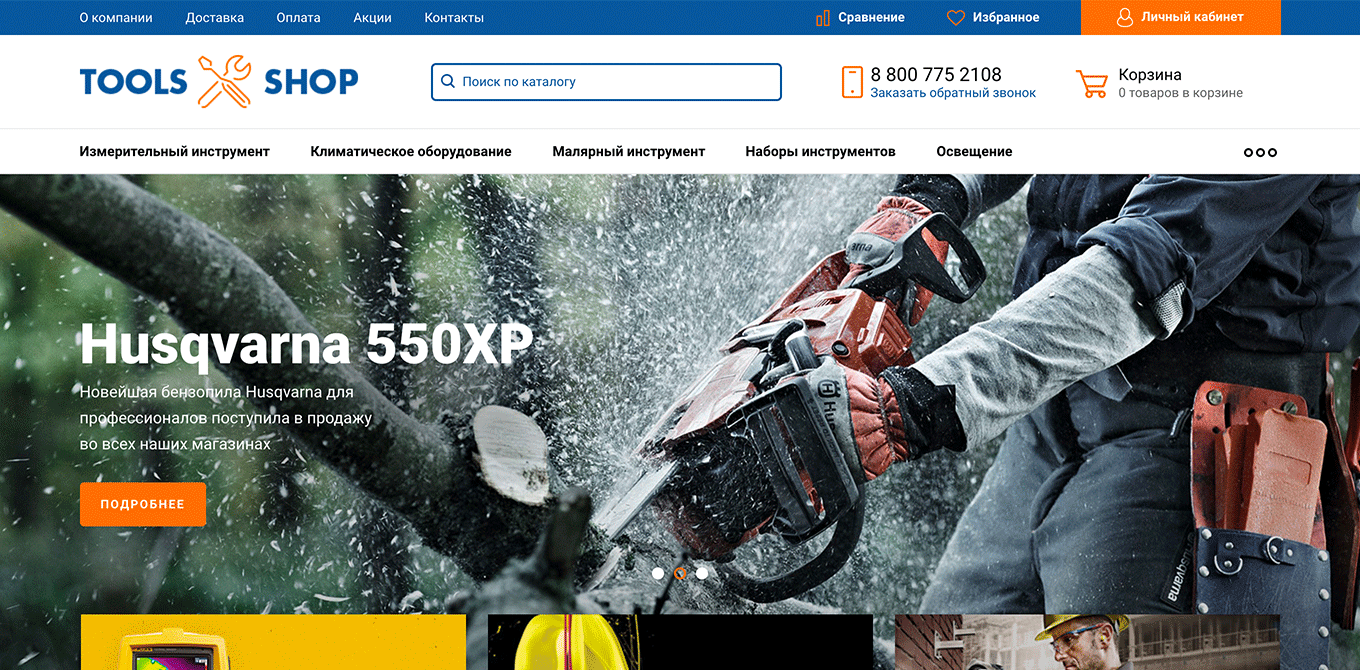 О компании Доставка Оплата Акции Контакты Сравнение Избранное Личный кабинет
TOOLS SHOP
Поиск по каталогу
8 800 775 2108
Заказать обратный звонок
Корзина
0 товаров в корзине
Измерительный инструмент Климатическое оборудование Малярный инструмент Наборы инструментов Освещение
Husqvarna 550XP
Новейшая бензопила Husqvarna для
профессионалов поступила в продажу
во всех наших магазинах
ПОДРОБНЕЕ
Husqvarna